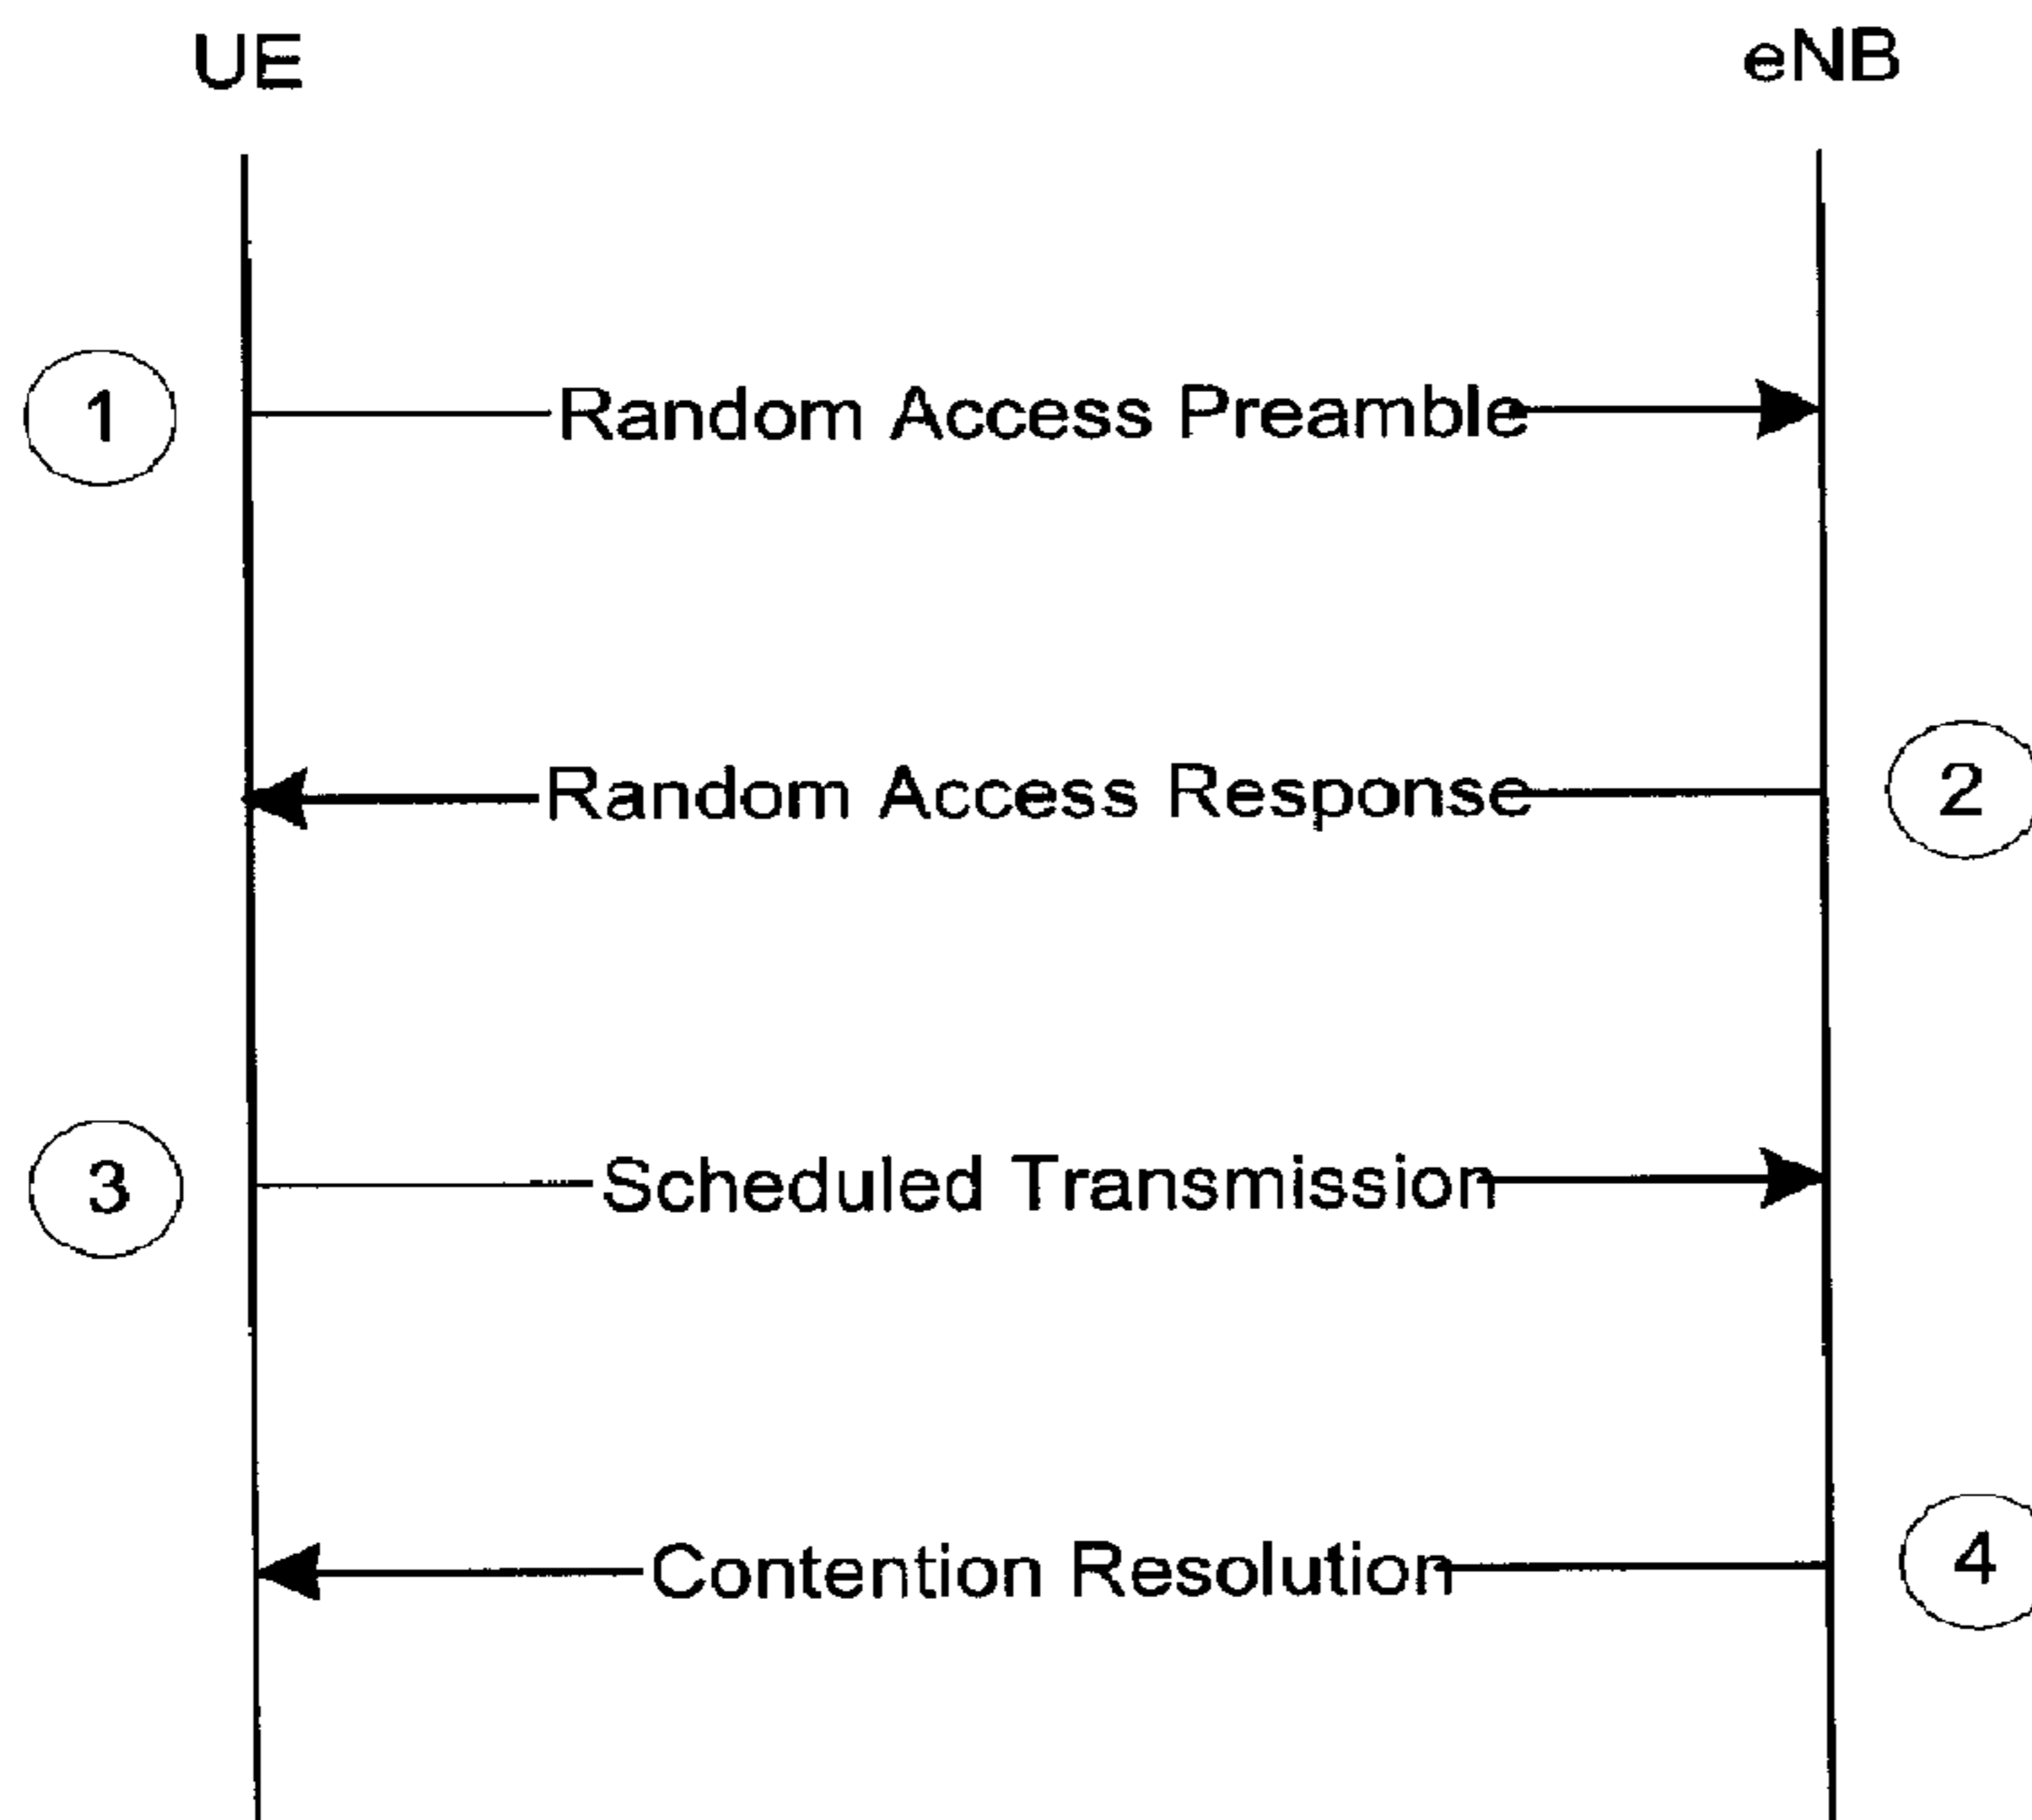 UE
eNB
1
Random Access Preamble
Random Access Response
2
3
Scheduled Transmission
Contention Resolution
4